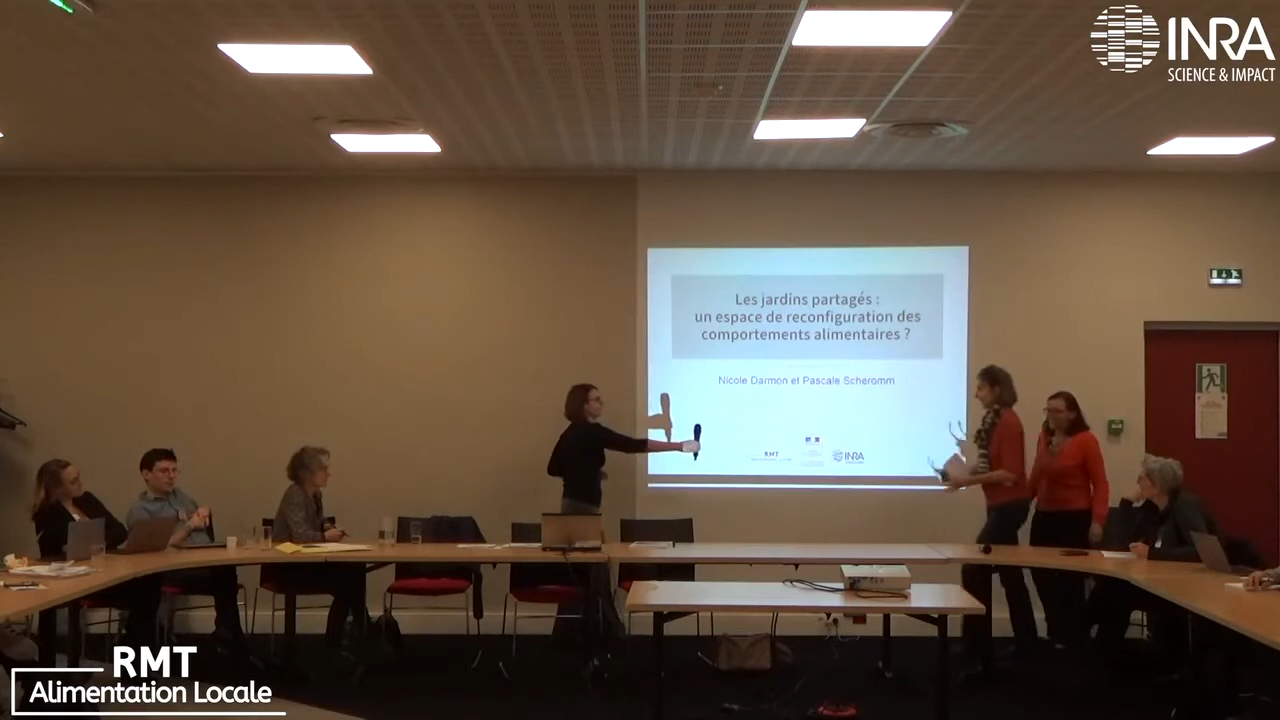 INRA
SCIENCE & IMPACT
Les jardins partagés :
un espace de reconfiguration des
comportements alimentaires ?
Nicole Darmon et Pascale Scheromm
RMT
INRA
RMT
Alimentation Locale